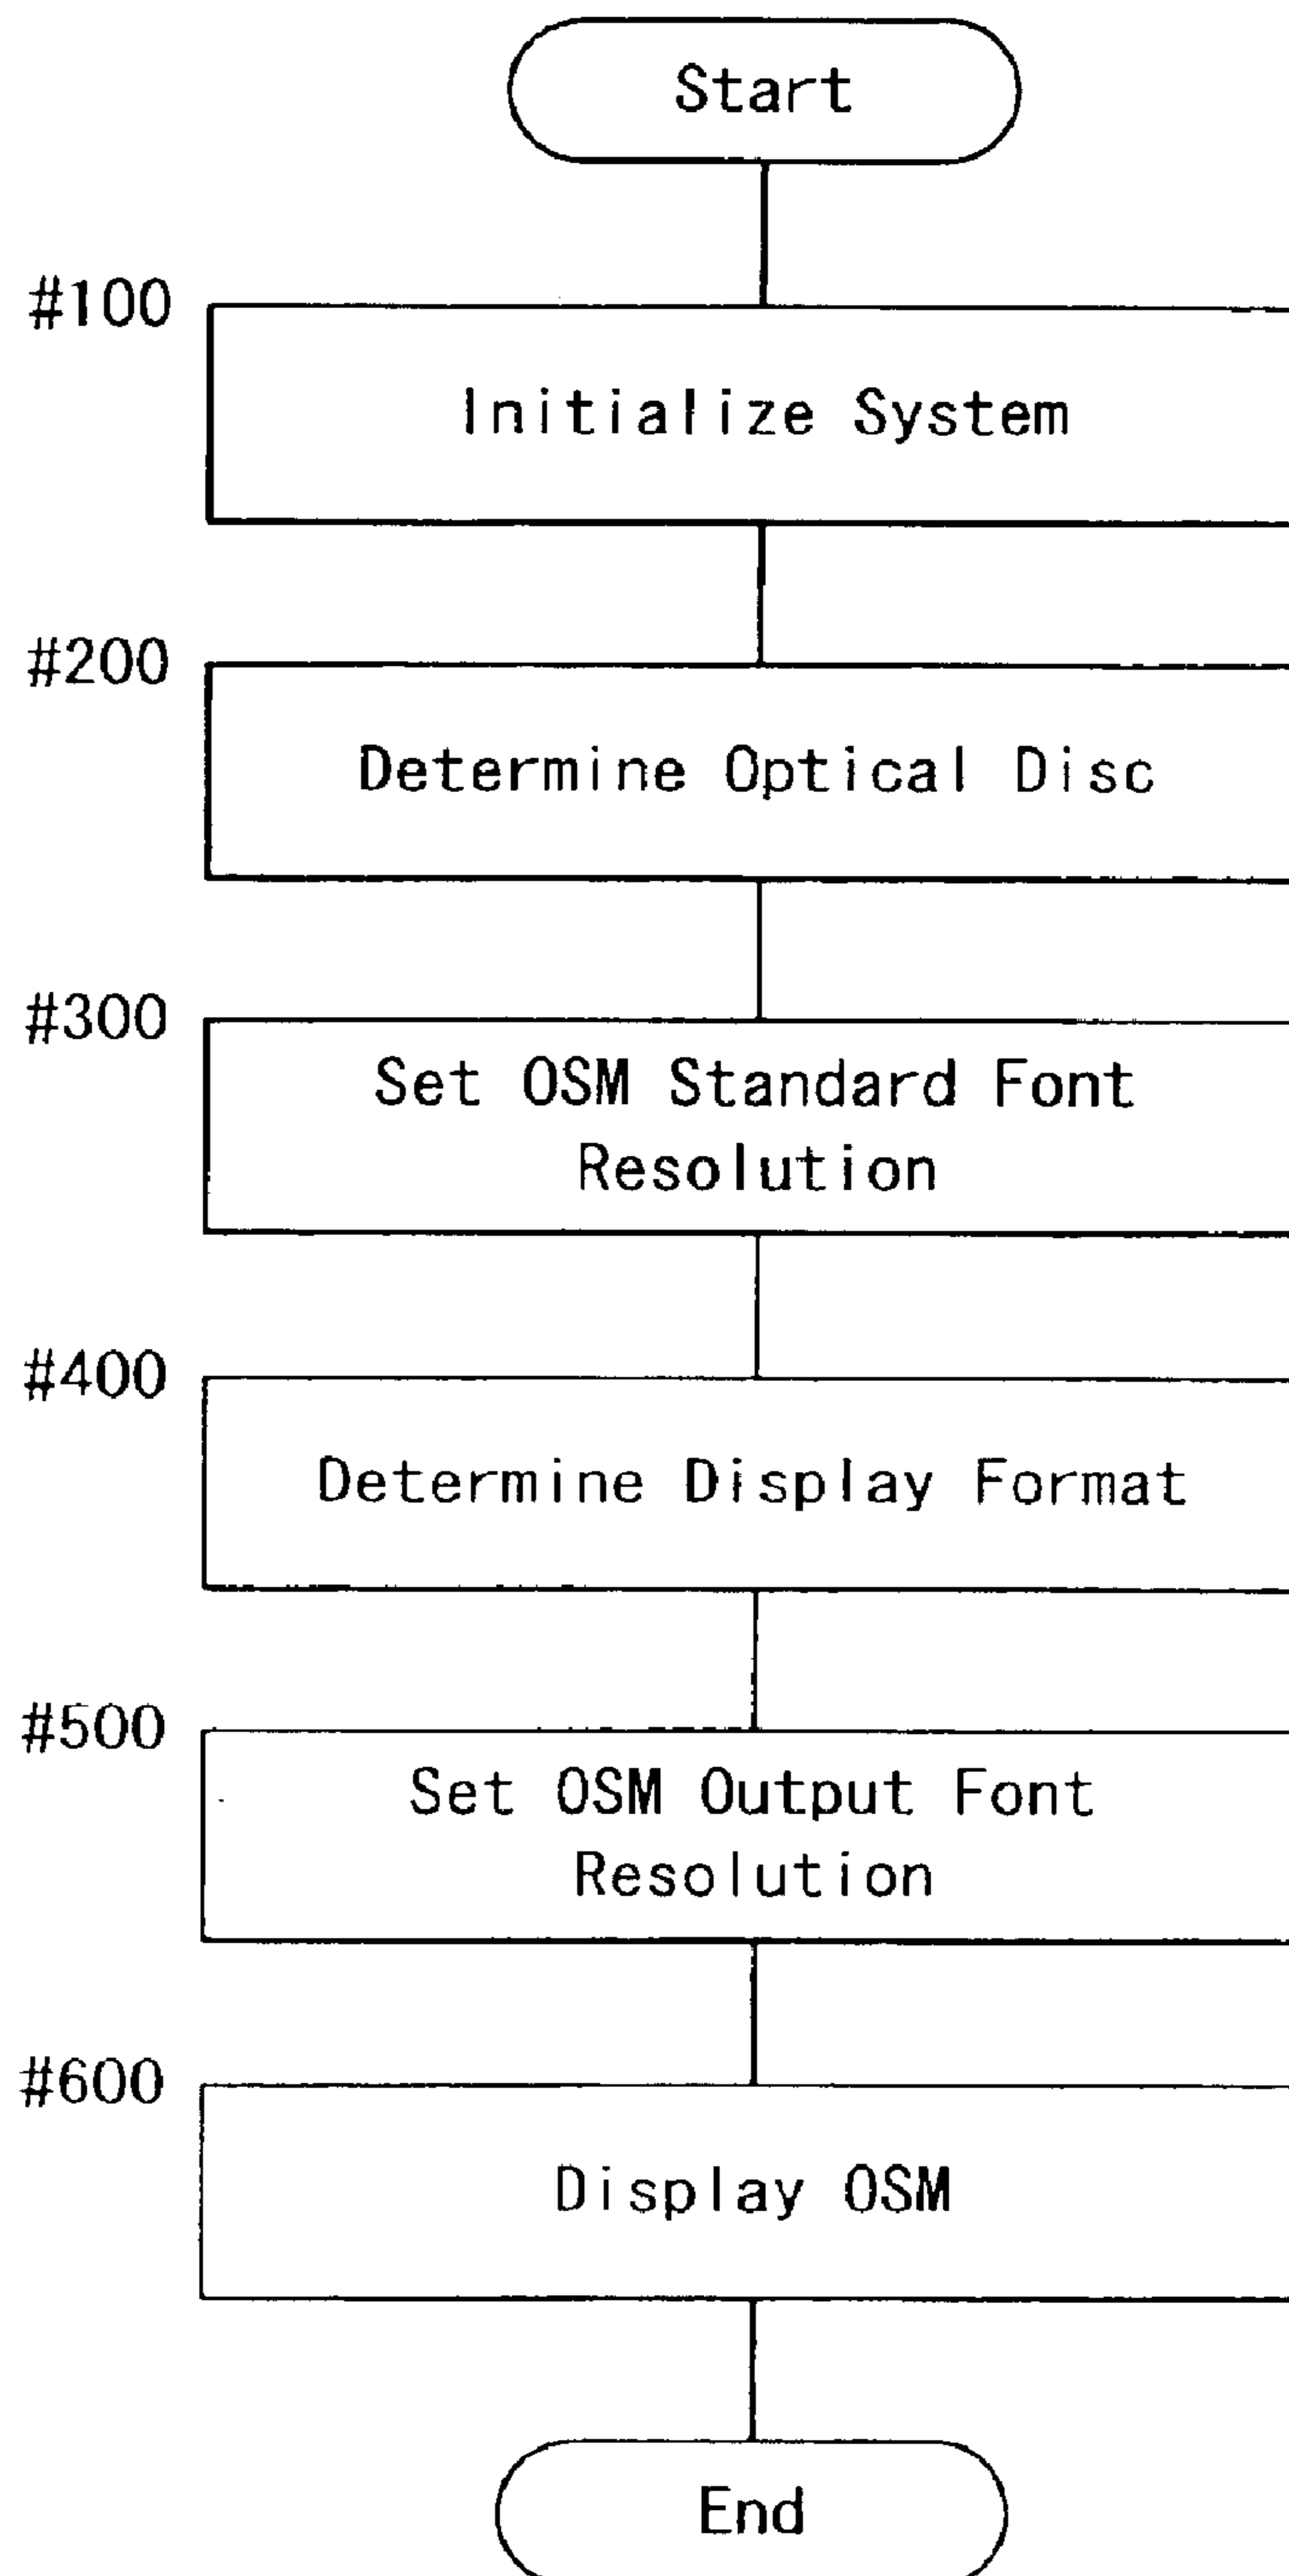 Start
#100
Initialize System
#200
Determine Optical Disc
#300
Set OSM Standard Font
Resolution
#400
Determine Display Format
#500
Set OSM Output Font
Resolution
#600
Display OSM
End